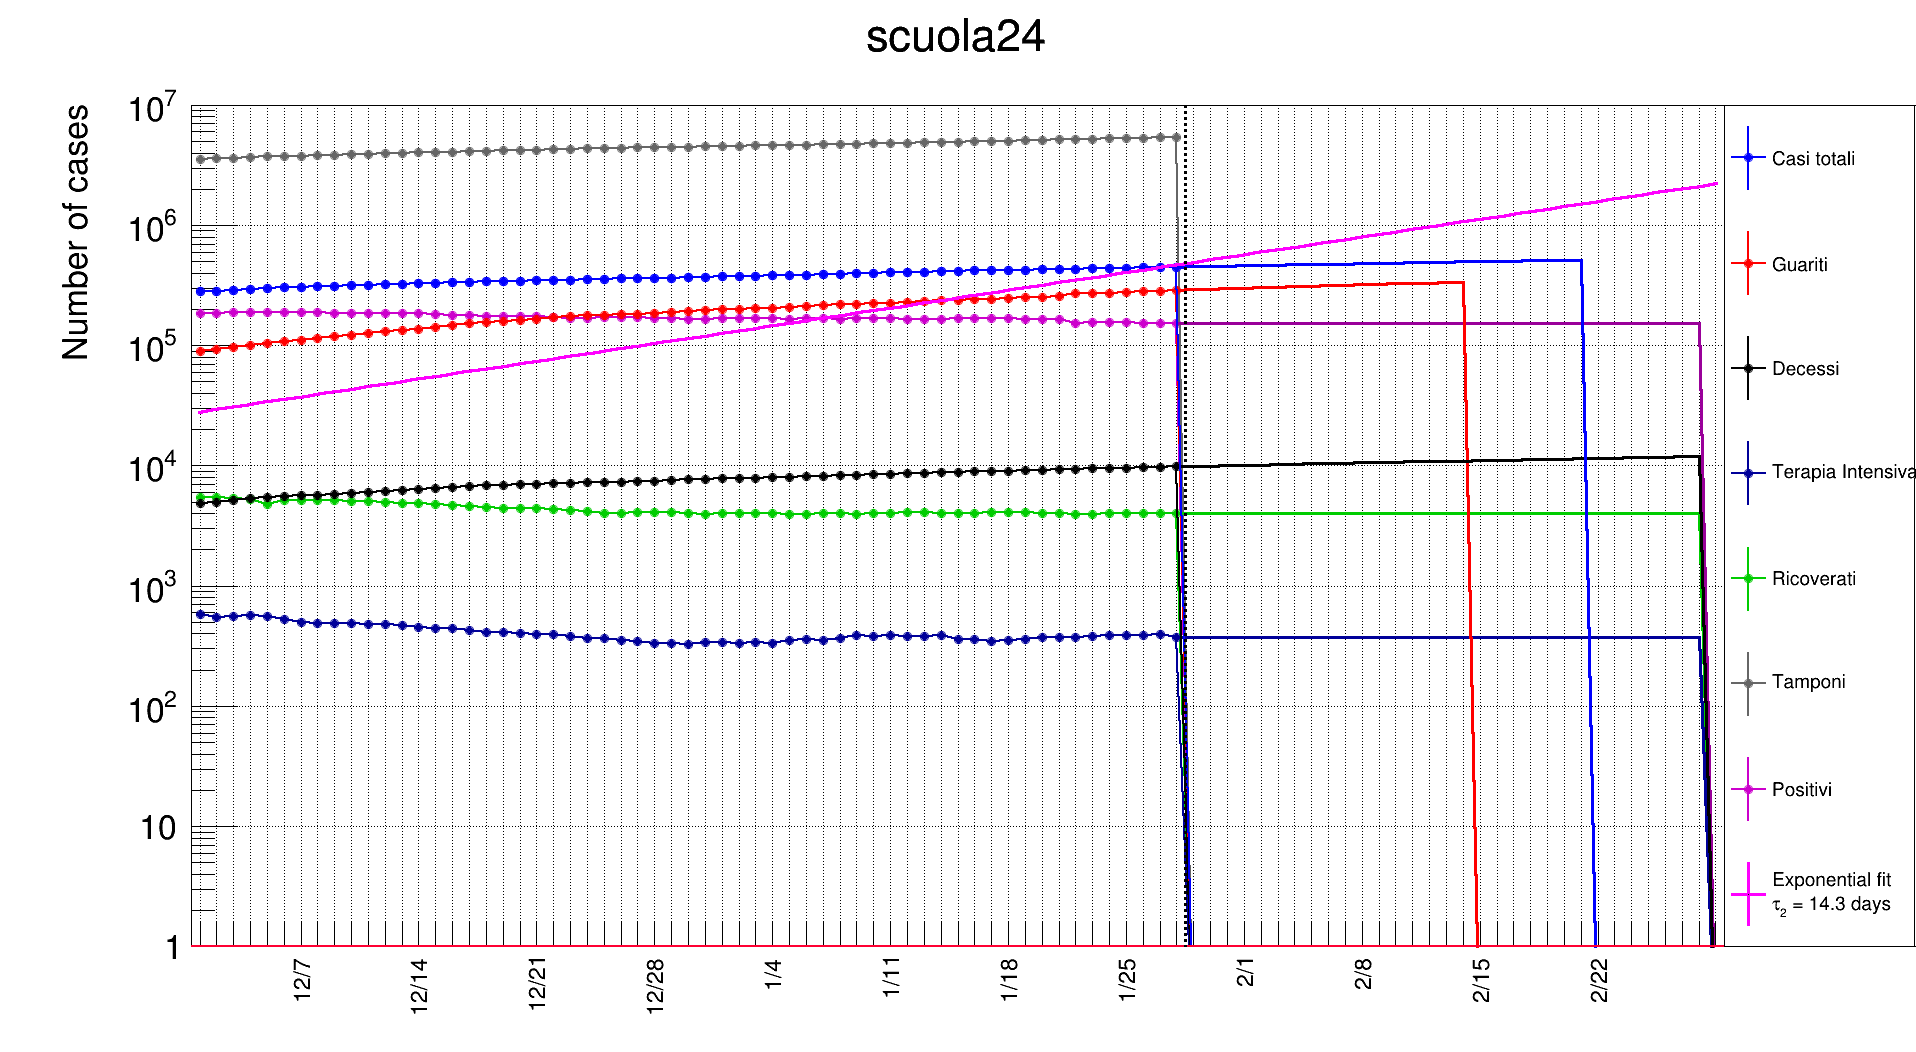 scuola24
Number of cases
10^7
10^6
10^5
10^4
10^3
10^2
10
1
12/7
12/14
12/21
12/28
1/4
1/11
1/18
1/25
2/1
2/8
2/15
2/22
Casi totali
Guariti
Decessi
Terapia Intensiva
Ricoverati
Tamponi
Positivi
Exponential fit
τ₂ = 14.3 days